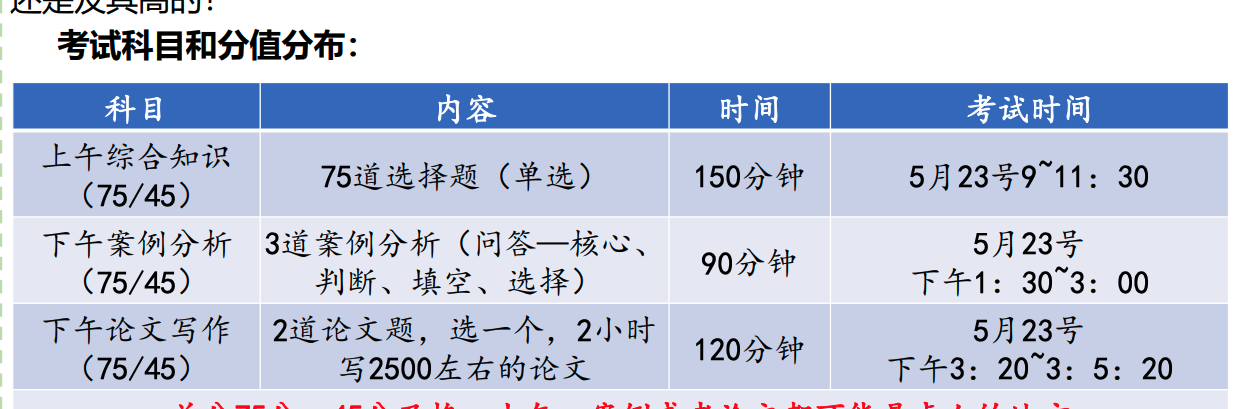 还是及其高的！
考试科目和分值分布：
科目 内容 时间 考试时间
上午综合知识
（75/45）
75道选择题（单选）
150分钟
5月23号9~11：30
下午案例分析
（75/45）
3道案例分析（问答—核心、
判断、填空、选择）
90分钟
5月23号
下午1：30~3：00
下午论文写作
（75/45）
2道论文题，选一个，2小时
写2500左右的论文
120分钟
5月23号
下午3：20~3：5：20